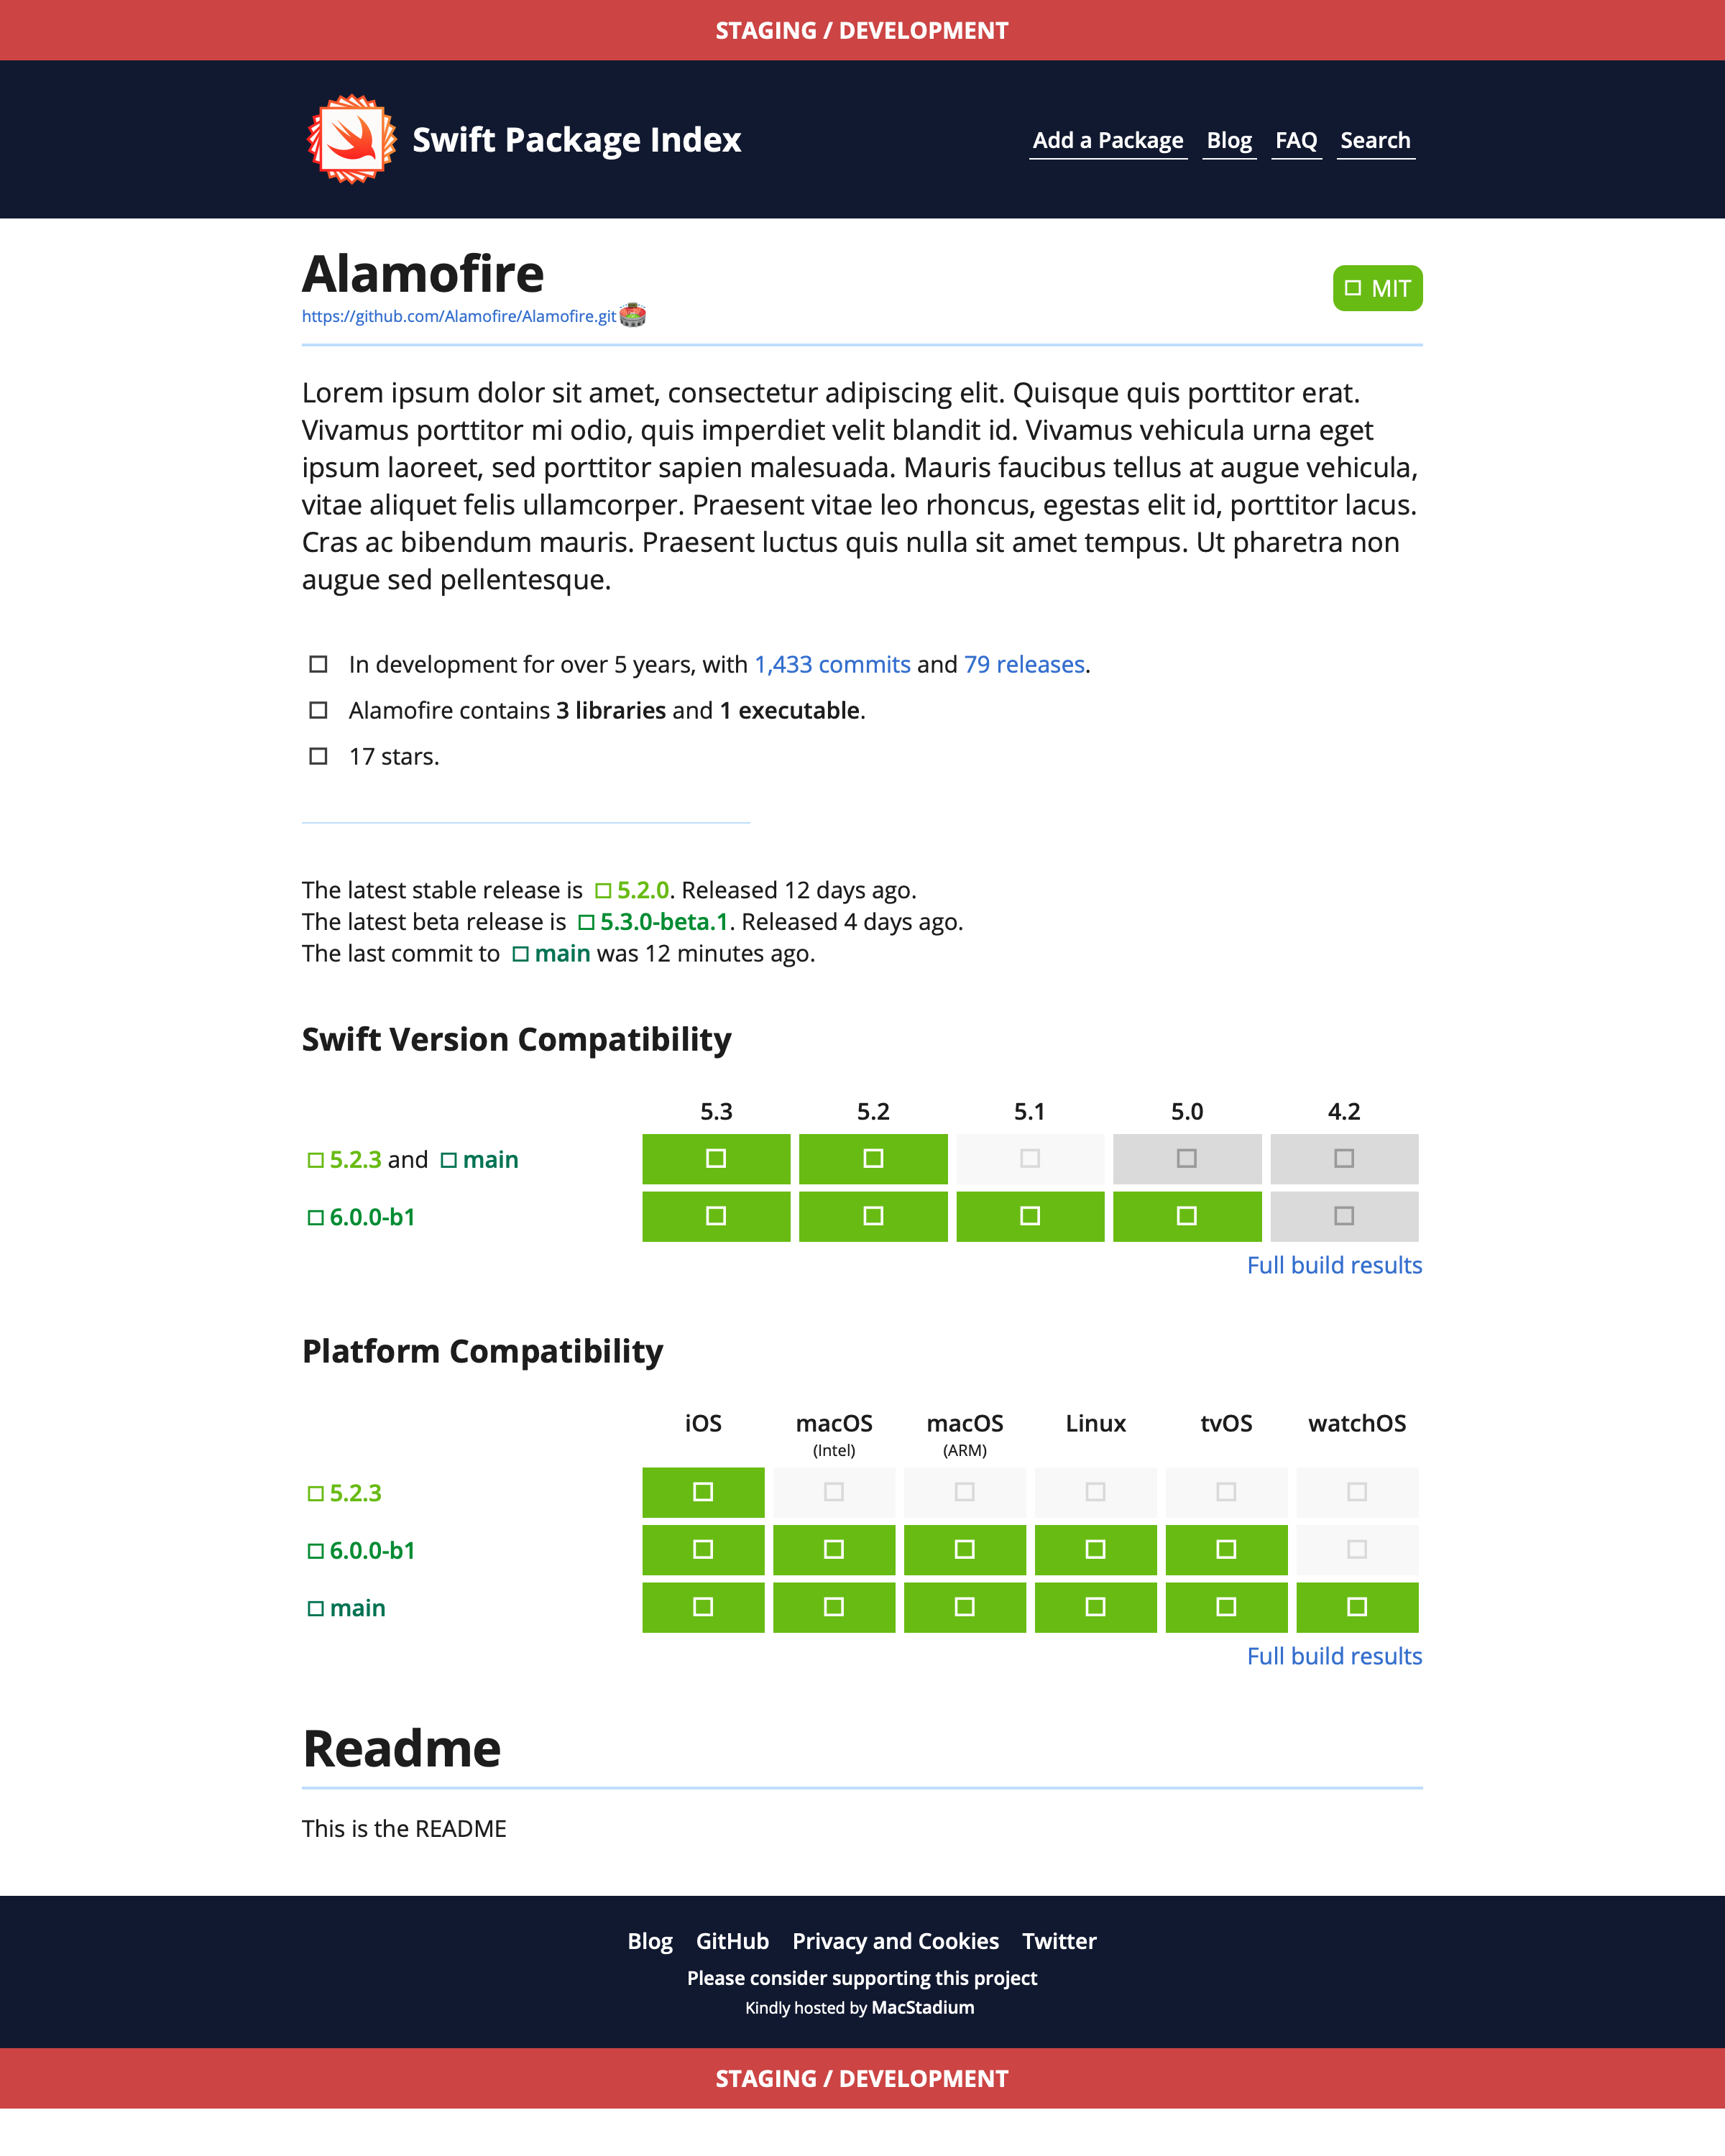 STAGING / DEVELOPMENT
Swift Package Index
Add a Package Blog FAQ Search
Alamofire
MIT
https://github.com/Alamofire/Alamofire.git
Lorem ipsum dolor sit amet, consectetur adipiscing elit. Quisque quis porttitor erat.
Vivamus porttitor mi odio, quis imperdiet velit blandit id. Vivamus vehicula urna eget
ipsum laoreet, sed porttitor sapien malesuada. Mauris faucibus tellus at augue vehicula,
vitae aliquet felis ullamcorper. Praesent vitae leo rhoncus, egestas elit id, porttitor lacus.
Cras ac bibendum mauris. Praesent luctus quis nulla sit amet tempus. Ut pharetra non
augue sed pellentesque.
In development for over 5 years, with 1,433 commits and 79 releases.
Alamofire contains 3 libraries and 1 executable.
17 stars.
The latest stable release is 5.2.0. Released 12 days ago.
The latest beta release is 5.3.0-beta.1. Released 4 days ago.
The last commit to main was 12 minutes ago.
Swift Version Compatibility
5.3 5.2 5.1 5.0 4.2
5.2.3 and main
6.0.0-b1
Full build results
Platform Compatibility
iOS macOS macOS Linux tvOS watchOS
(Intel) (ARM)
5.2.3
6.0.0-b1
main
Full build results
Readme
This is the README
Blog GitHub Privacy and Cookies Twitter
Please consider supporting this project
Kindly hosted by MacStadium
STAGING / DEVELOPMENT